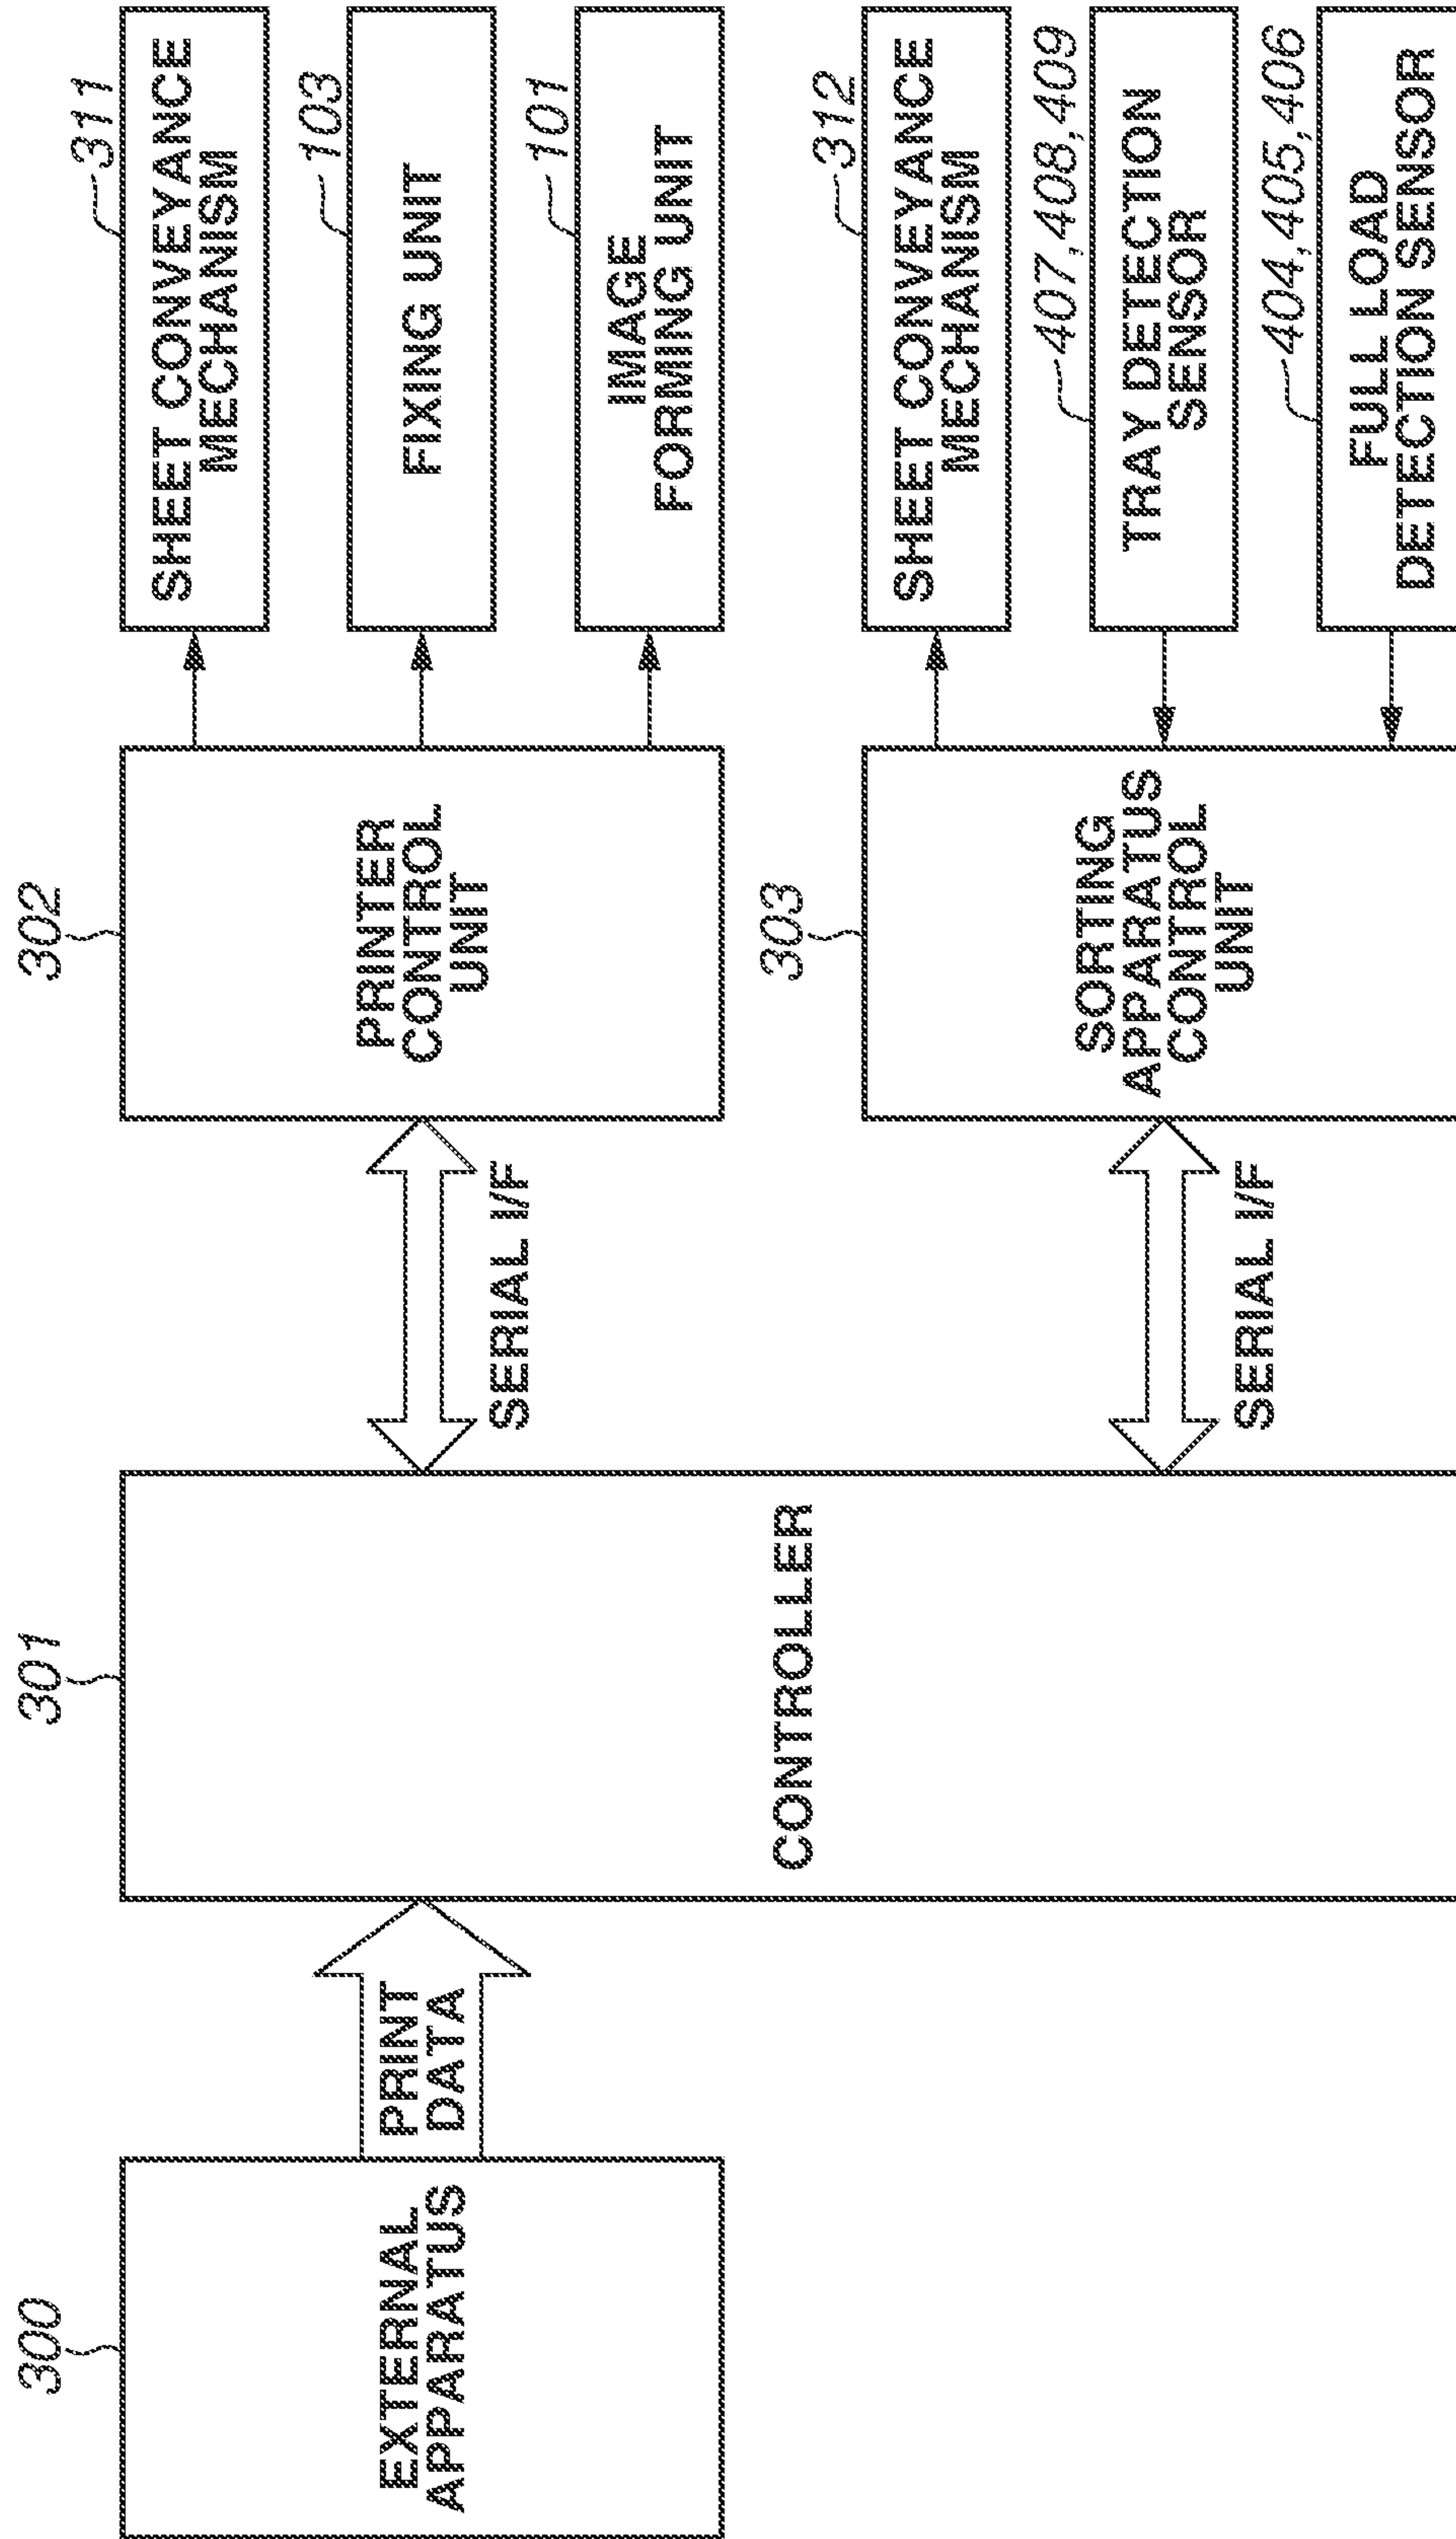 300
EXTERNAL
APPARATUS
PRINT
DATA
301
CONTROLLER
SERIAL I/F
SERIAL I/F
302
PRINTER
CONTROL
UNIT
303
SORTING
APPARATUS
CONTROL
UNIT
311
SHEET CONVEYANCE
MECHANISM
103
FIXING UNIT
101
IMAGE
FORMING UNIT
312
SHEET CONVEYANCE
MECHANISM
407,408,409
TRAY DETECTION
SENSOR
404,405,406
FULL LOAD
DETECTION SENSOR